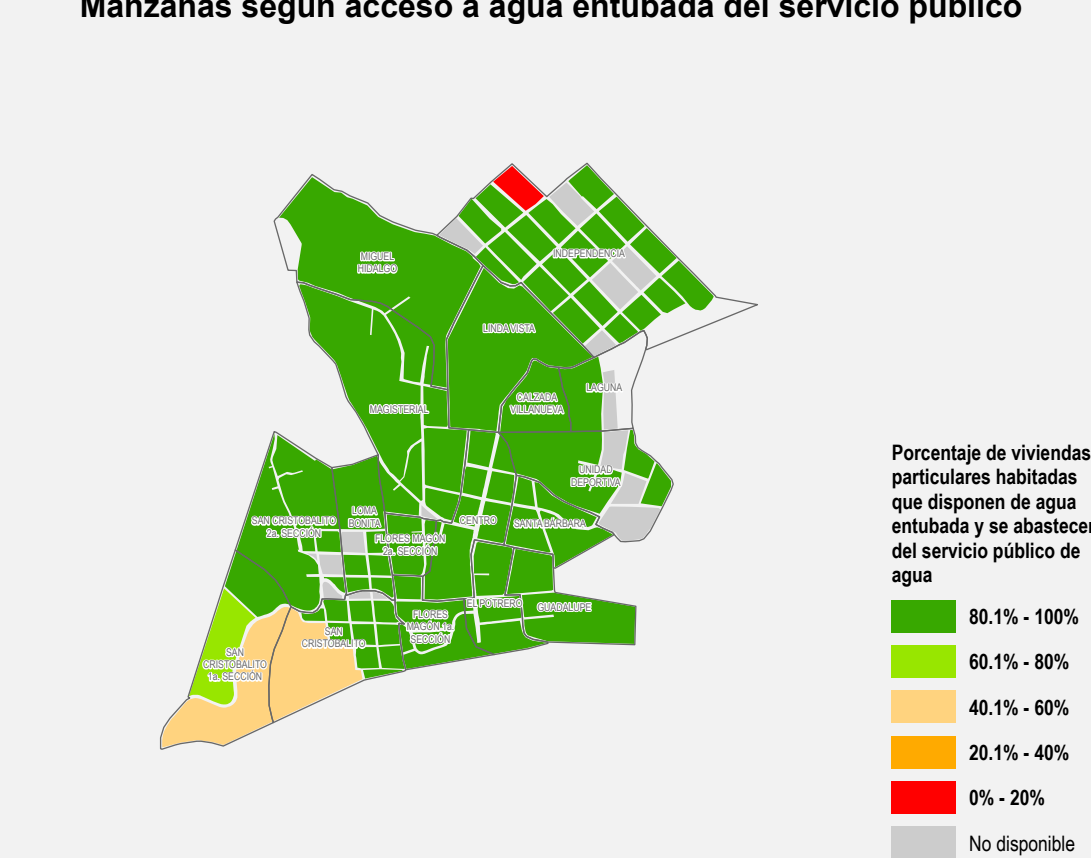 Manzanas según acceso a agua entubada del servicio público
MIGUEL
HIDALGO
INDEPENDENCIA
LINDA VISTA
LAGUNA
CALZADA
VILLANUEVA
MAGISTERIAL
UNIDAD
DEPORTIVA
LOMA
BONITA
SAN CRISTOBALITO
2a. SECCIÓN
CENTRO
SANTA BÁRBARA
FLORES MAGÓN
2a. SECCIÓN
EL POTRERO
GUADALUPE
FLORES
MAGÓN 1a.
SECCIÓN
SAN
CRISTOBALITO
SAN
CRISTOBALITO
1a. SECCIÓN
Porcentaje de viviendas
particulares habitadas
que disponen de agua
entubada y se abastecen
del servicio público de
agua
80.1% - 100%
60.1% - 80%
40.1% - 60%
20.1% - 40%
0% - 20%
No disponible